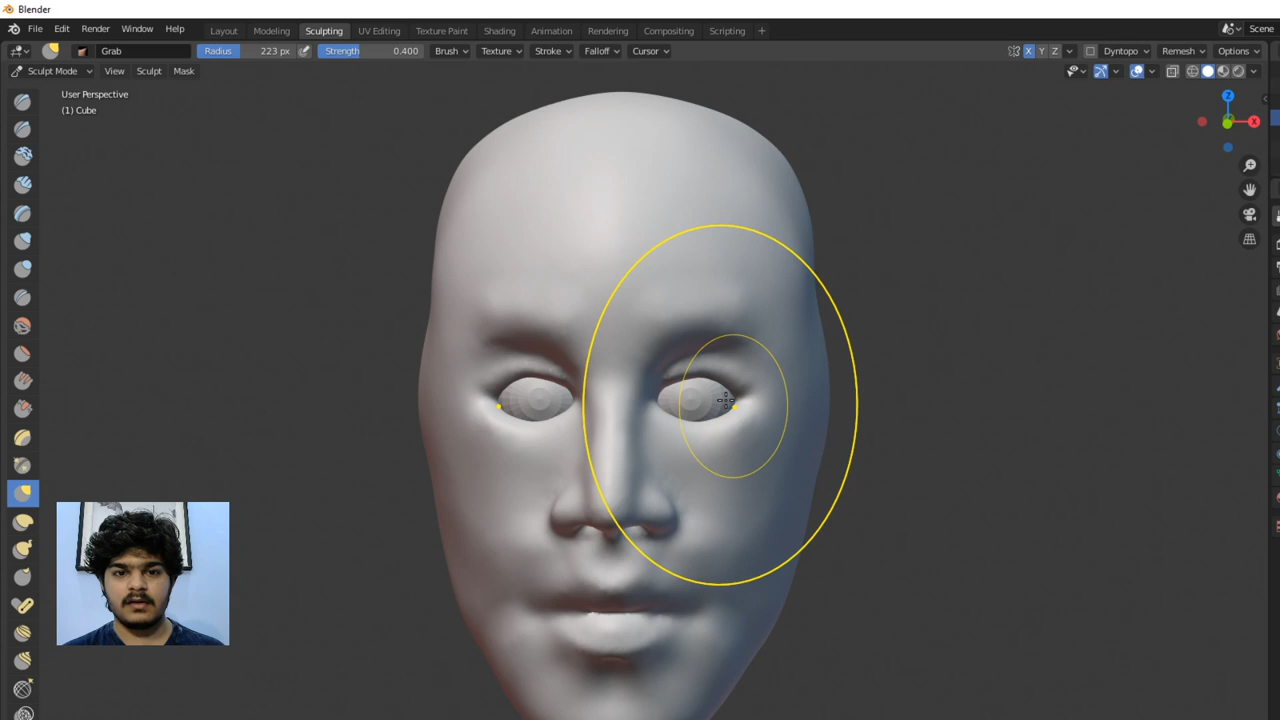 Blender
File Edit Render Window Help Layout Modeling Sculpting UV Editing Texture Paint Shading Animation Rendering Compositing Scripting + Scene
Grab Radius 223 px Strength 0.400 Brush Texture Stroke Falloff Cursor X Y Z Dyntopo Remesh Options
Sculpt Mode View Sculpt Mask
User Perspective
(1) Cube
Z
X